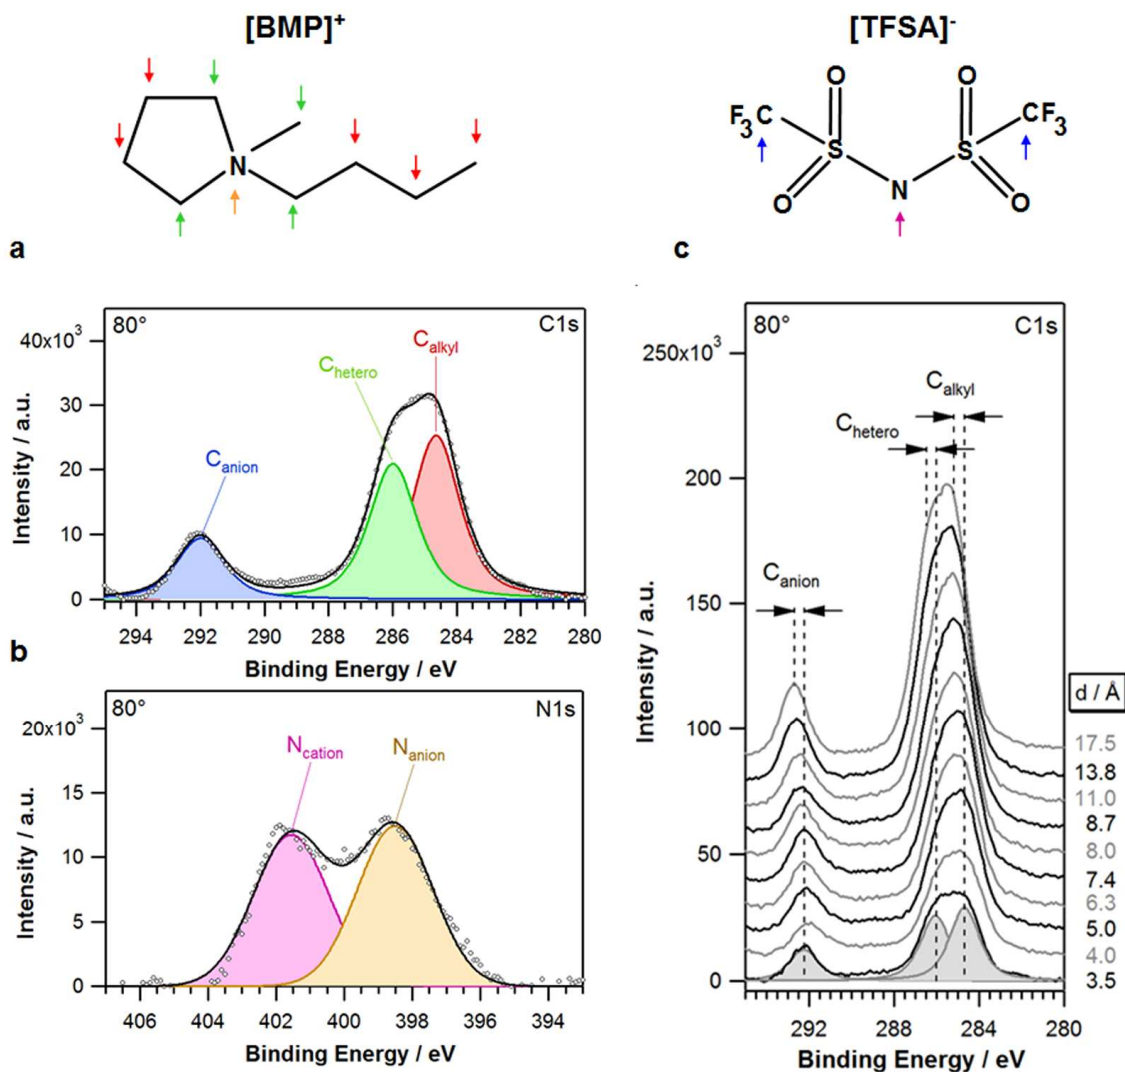 [BMP]+
[TFSA]-
N
O O
F3C CF3
S S
O N O
a
c
80° C1s
40x10³
30
20
10
0
Canion
Chetero
Calkyl
Intensity / a.u.
294 292 290 288 286 284 282 280
Binding Energy / eV
b
80° N1s
20x10³
15
10
5
0
Ncation
Nanion
Intensity / a.u.
406 404 402 400 398 396 394
Binding Energy / eV
80° C1s
250x10³
200
150
100
50
0
Calkyl
Chetero
Canion
Intensity / a.u.
d / Å
17.5
13.8
11.0
8.7
8.0
7.4
6.3
5.0
4.0
3.5
292 288 284 280
Binding Energy / eV